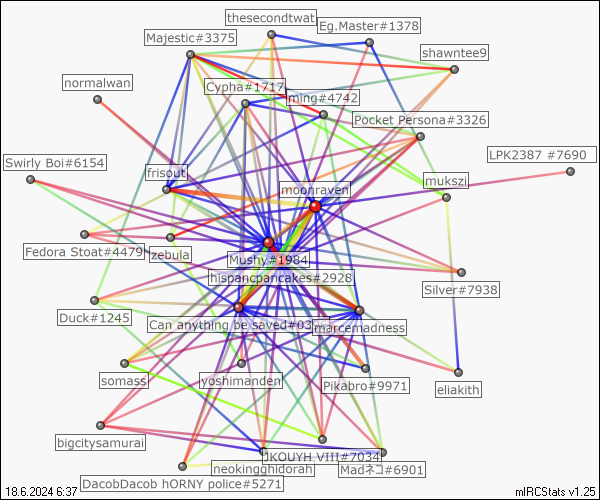 thesecondtwat
Eg.Master#1378
Majestic#3375
shawntee9
normalwan
Cypha#1717
ming#4742
Pocket Persona#3326
LPK2387 #7690
Swirly Boi#6154
frisout
mukszi
moonraven
Fedora Stoat#4479
zebula
Mushy#1984
hispancpancakes#2928
Silver#7938
Duck#1245
Can anything be saved#03
marcemadness
somass
yoshimanden
Pikabro#9971
eliakith
bigcitysamurai
JKOUYH VIII#7034
neokingghidorah
Madネコ#6901
DacobDacob hORNY police#5271
18.6.2024 6:37
mIRCStats v1.25